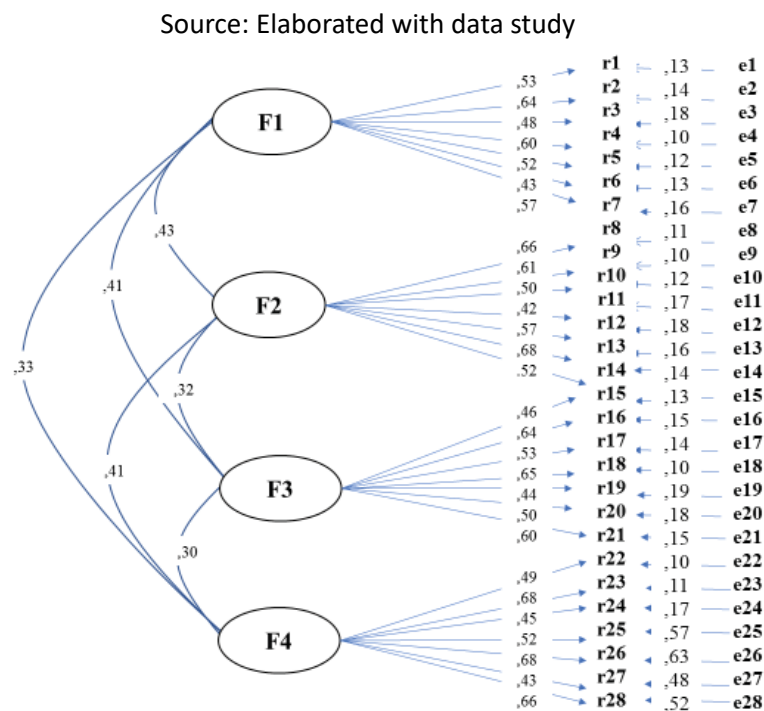 Source: Elaborated with data study
r1 ,13 e1
,53 r2 ,14 e2
F1 ,64 r3 ,18 e3
,48 r4 ,10 e4
,60 r5 ,12 e5
,52 r6 ,13 e6
,43 r7 ,16 e7
,57
,43 r8 ,11 e8
,66 r9 ,10 e9
,41 ,61 r10 ,12 e10
F2 ,50 r11 ,17 e11
,42 r12 ,18 e12
,57 r13 ,16 e13
,33 ,68 r14 ,14 e14
,52 r15 ,13 e15
,32 ,46 r16 ,15 e16
,64 r17 ,14 e17
,53 r18 ,10 e18
,41 F3 ,65 r19 ,19 e19
,44 r20 ,18 e20
,50 r21 ,15 e21
,60
,30 r22 ,10 e22
,49 r23 ,11 e23
,68 r24 ,17 e24
F4 ,45 r25 ,57 e25
,52 r26 ,63 e26
,68 r27 ,48 e27
,43 r28 ,52 e28
,66